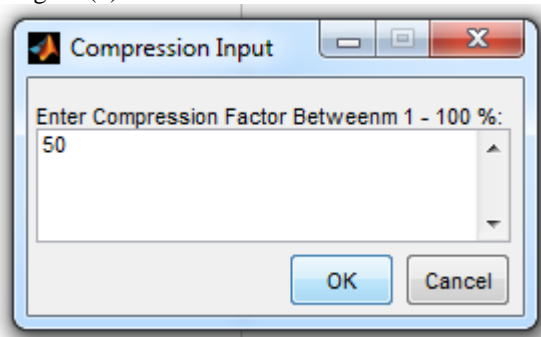 Compression Input
Enter Compression Factor Betweenm 1 - 100 %:
50
OK Cancel